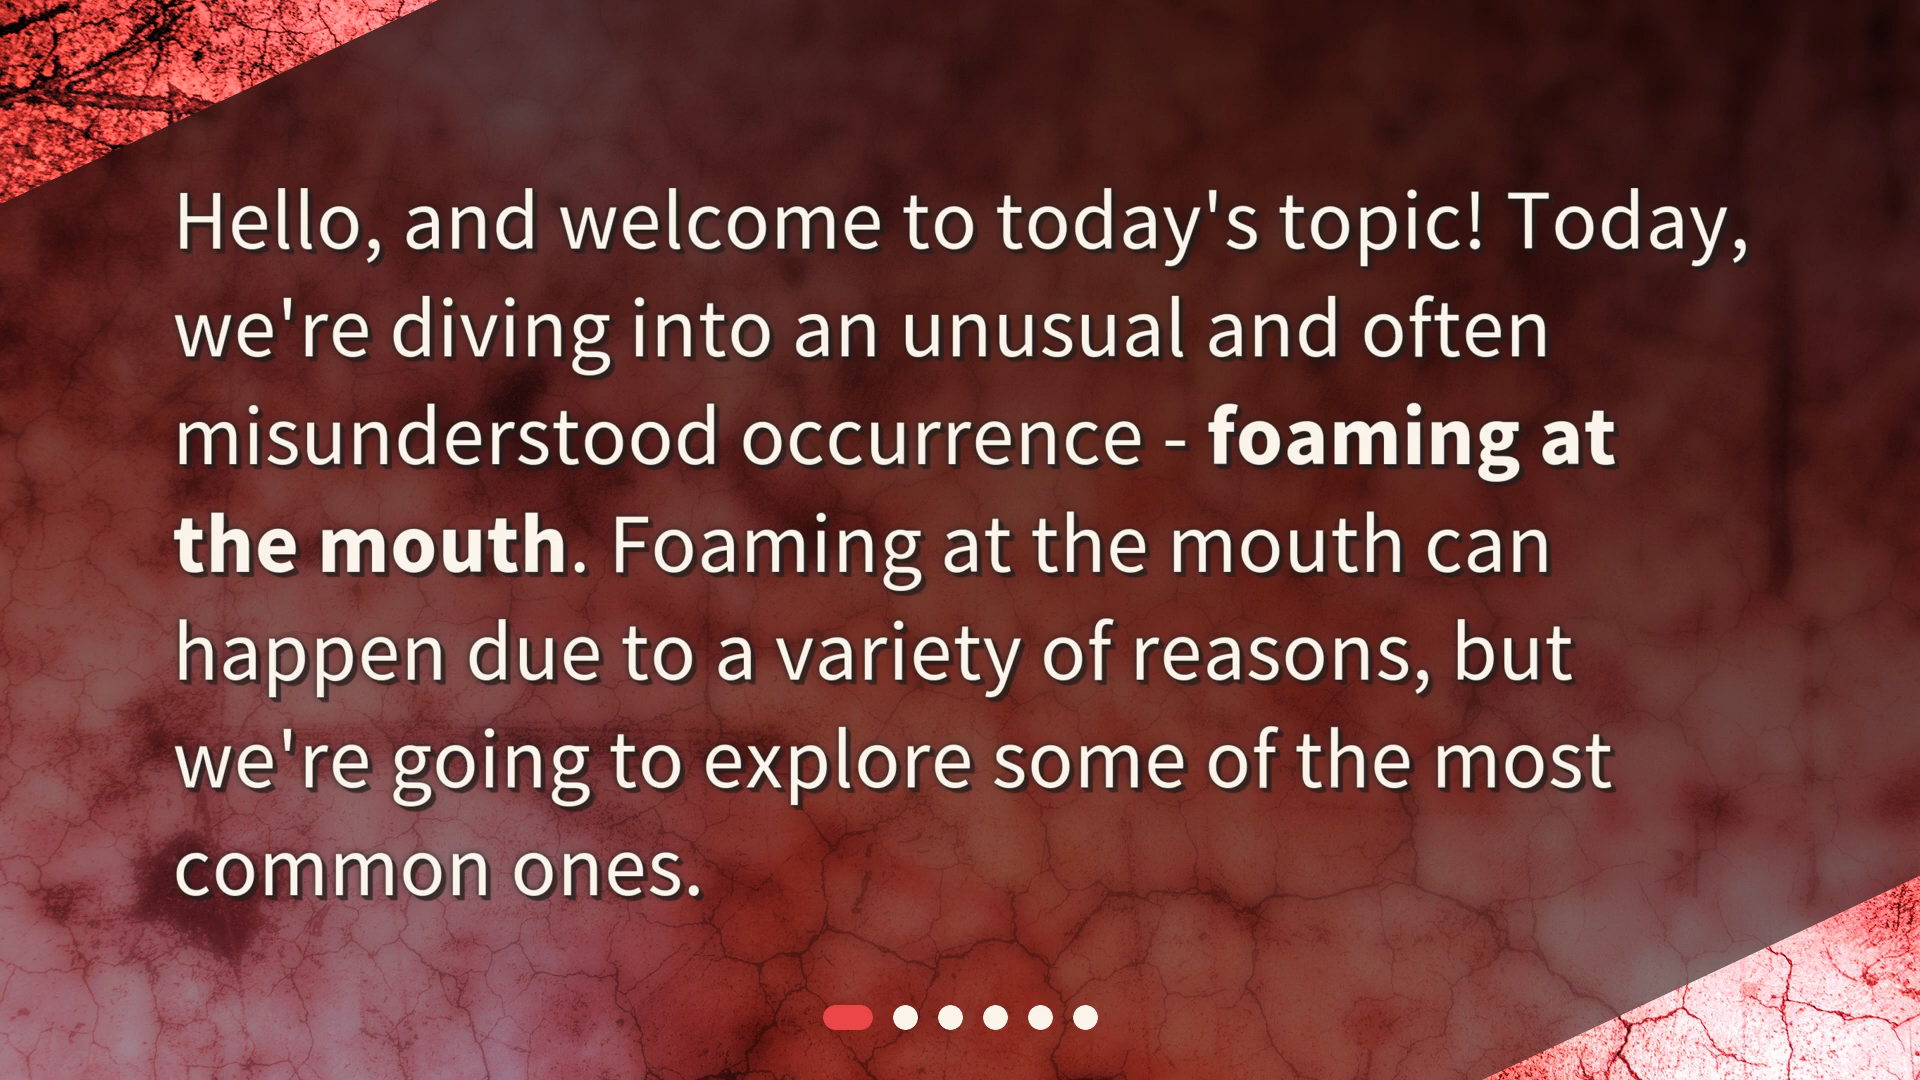 Hello, and welcome to today's topic! Today,
we're diving into an unusual and often
misunderstood occurrence - foaming at
the mouth. Foaming at the mouth can
happen due to a variety of reasons, but
we're going to explore some of the most
common ones.